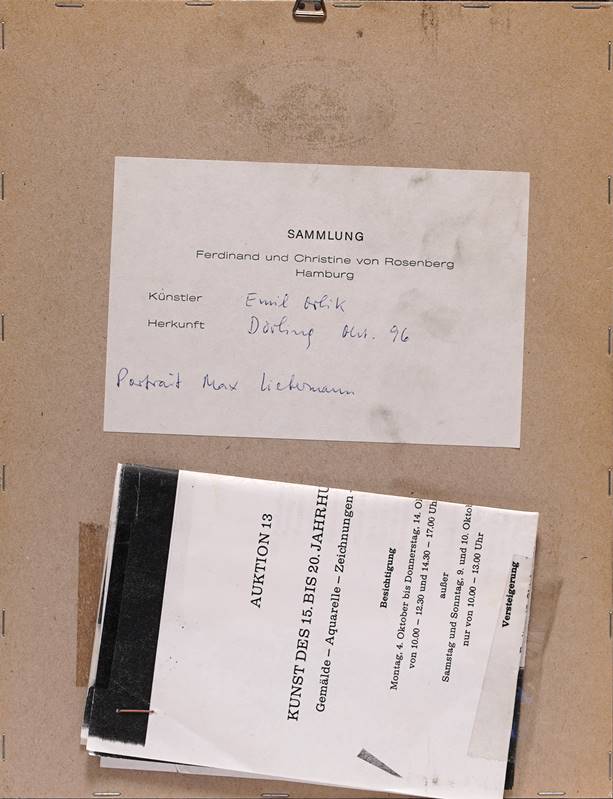 SAMMLUNG
Ferdinand und Christine von Rosenberg
Hamburg
Künstler Emil Orlik
Herkunft Dörling Okt. 96
Portrait Max Liebermann
AUKTION 13
KUNST DES 15. BIS 20. JAHRHU
Gemälde – Aquarelle – Zeichnungen –
Besichtigung
Montag, 4. Oktober bis Donnerstag, 14. O
von 10.00 – 12.30 und 14.30 – 17.00 Uh
außer
Samstag und Sonntag, 9. und 10. Oktob
nur von 10.00 – 13.00 Uhr
Versteigerung